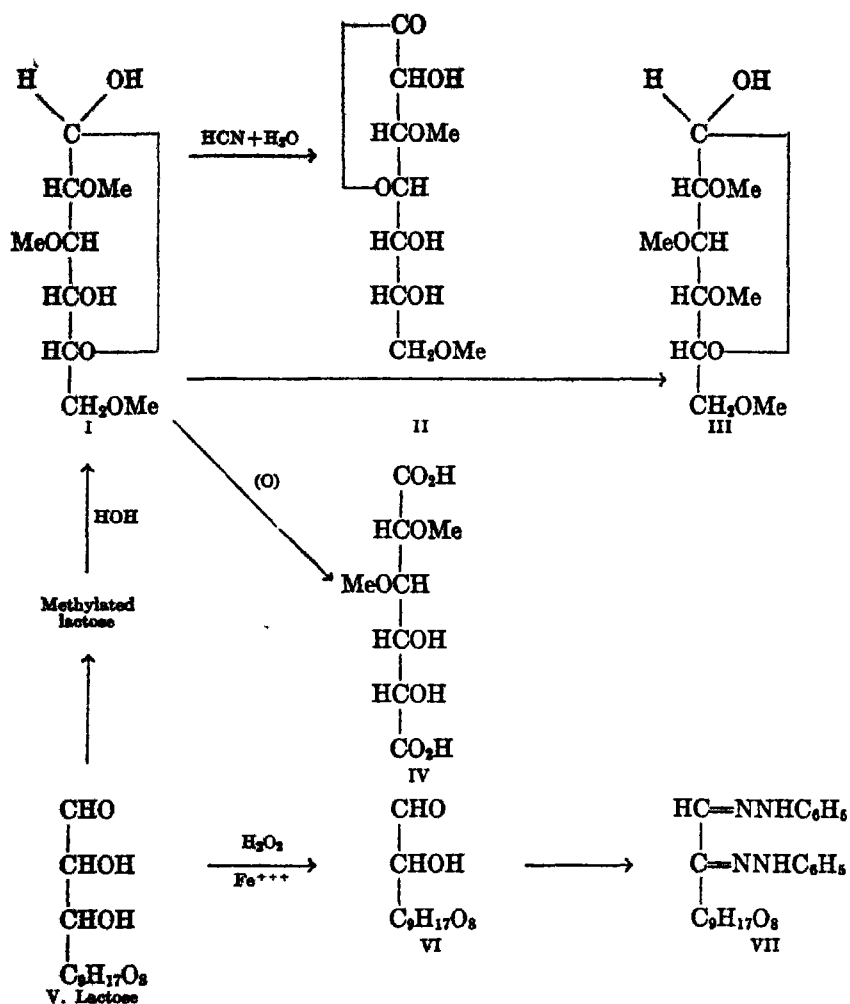 CO
H OH CHOH H OH
C HCN+H₂O HCOMe C
HCOMe OCH HCOMe
MeOCH HCOH MeOCH
HCOH HCOH HCOMe
HCO CH₂OMe HCO
CH₂OMe CH₂OMe
I II III
(O) CO₂H
HOH HCOMe
MeOCH
Methylated
lactose
HCOH
HCOH
CO₂H
IV
CHO H₂O₂ CHO HC=NNHC₆H₅
CHOH Fe⁺⁺⁺ CHOH C=NNHC₆H₅
CHOH C₉H₁₇O₈ C₉H₁₇O₈
VI VII
C₉H₁₇O₈
V. Lactose